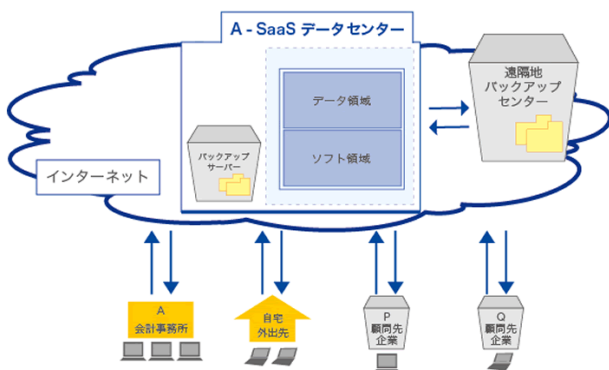 A - SaaS データセンター
遠隔地
バックアップ
センター
データ領域
ソフト領域
バックアップ
サーバー
インターネット
A
会計事務所
自宅
外出先
P
顧問先
企業
Q
顧問先
企業